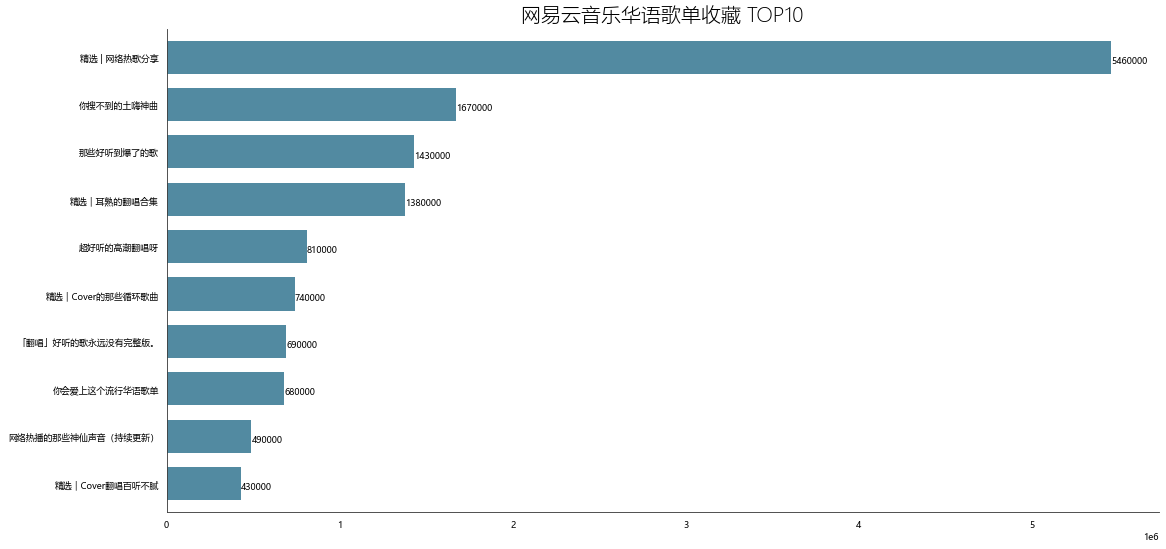 网易云音乐华语歌单收藏 TOP10
精选 | 网络热歌分享 5460000
你搜不到的土嗨神曲 1670000
那些好听到爆了的歌 1430000
精选 | 耳熟的翻唱合集 1380000
超好听的高潮翻唱呀 810000
精选 | Cover的那些循环歌曲 740000
「翻唱」好听的歌永远没有完整版。 690000
你会爱上这个流行华语歌单 680000
网络热播的那些神仙声音（持续更新） 490000
精选 | Cover翻唱百听不腻 430000
0 1 2 3 4 5
1e6